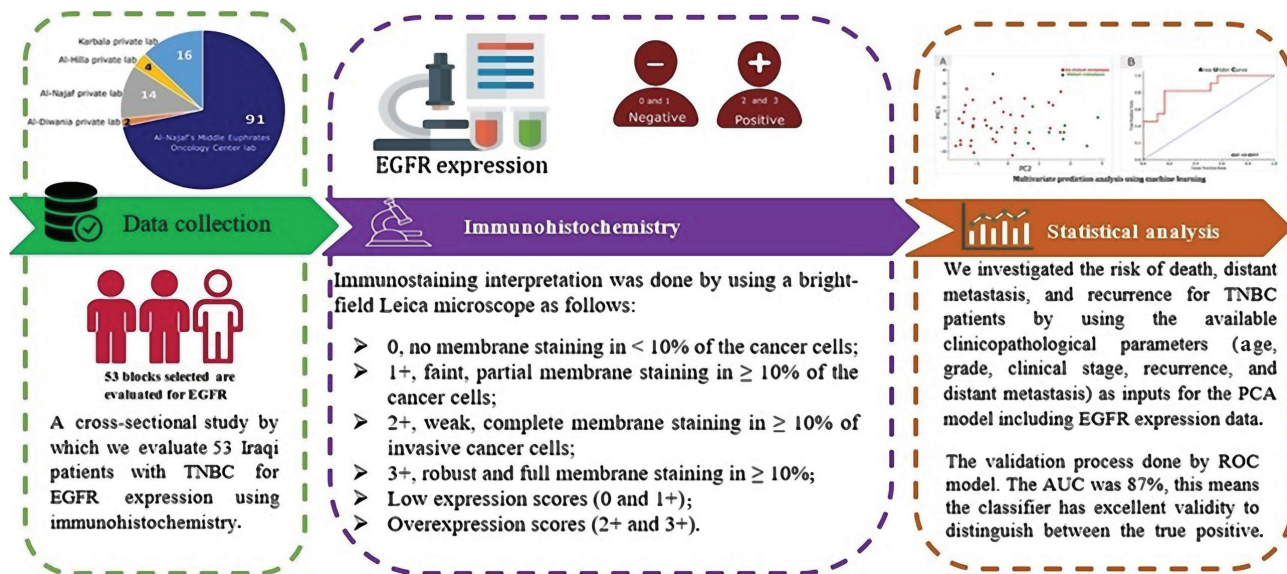 Karbala private lab
16
Al-Hilla private lab
4
Al-Najaf private lab
14
Al-Diwania private lab
2
91
Al-Najaf's Middle Euphrates
Oncology Center lab
Data collection
53 blocks selected are
evaluated for EGFR
A cross-sectional study by
which we evaluate 53 Iraqi
patients with TNBC for
EGFR expression using
immunohistochemistry.
EGFR expression
0 and 1
Negative
2 and 3
Positive
Immunohistochemistry
Immunostaining interpretation was done by using a bright-
field Leica microscope as follows:
➤ 0, no membrane staining in < 10% of the cancer cells;
➤ 1+, faint, partial membrane staining in ≥ 10% of the
cancer cells;
➤ 2+, weak, complete membrane staining in ≥ 10% of
invasive cancer cells;
➤ 3+, robust and full membrane staining in ≥ 10%;
➤ Low expression scores (0 and 1+);
➤ Overexpression scores (2+ and 3+).
A
distant metastasis
PC1
PC2
B
Area Under Curve
Multivariate prediction analysis using machine learning
Statistical analysis
We investigated the risk of death, distant
metastasis, and recurrence for TNBC
patients by using the available
clinicopathological parameters (age,
grade, clinical stage, recurrence, and
distant metastasis) as inputs for the PCA
model including EGFR expression data.
The validation process done by ROC
model. The AUC was 87%, this means
the classifier has excellent validity to
distinguish between the true positive.